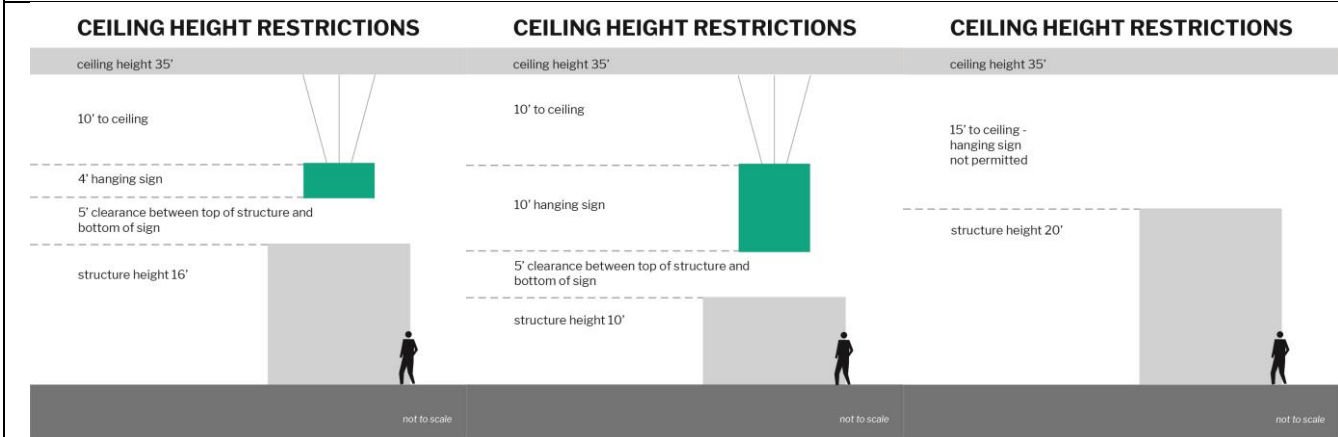 CEILING HEIGHT RESTRICTIONS
ceiling height 35’
10’ to ceiling
4’ hanging sign
5’ clearance between top of structure and
bottom of sign
structure height 16’
not to scale
CEILING HEIGHT RESTRICTIONS
ceiling height 35’
10’ to ceiling
10’ hanging sign
5’ clearance between top of structure and
bottom of sign
structure height 10’
not to scale
CEILING HEIGHT RESTRICTIONS
ceiling height 35’
15’ to ceiling -
hanging sign
not permitted
structure height 20’
not to scale